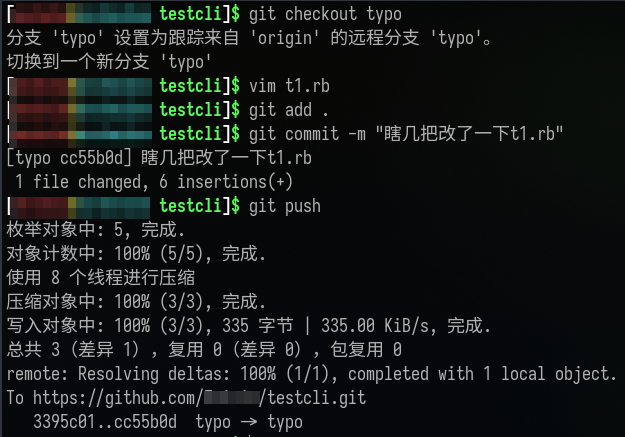 [ testcli]$ git checkout typo
分支 'typo' 设置为跟踪来自 'origin' 的远程分支 'typo'。
切换到一个新分支 'typo'
[ testcli]$ vim t1.rb
[ testcli]$ git add .
[ testcli]$ git commit -m "瞎几把改了一下t1.rb"
[typo cc55b0d] 瞎几把改了一下t1.rb
 1 file changed, 6 insertions(+)
[ testcli]$ git push
枚举对象中: 5, 完成.
对象计数中: 100% (5/5), 完成.
使用 8 个线程进行压缩
压缩对象中: 100% (3/3), 完成.
写入对象中: 100% (3/3), 335 字节 | 335.00 KiB/s, 完成.
总共 3（差异 1），复用 0（差异 0），包复用 0
remote: Resolving deltas: 100% (1/1), completed with 1 local object.
To https://github.com/ /testcli.git
   3395c01..cc55b0d  typo -> typo